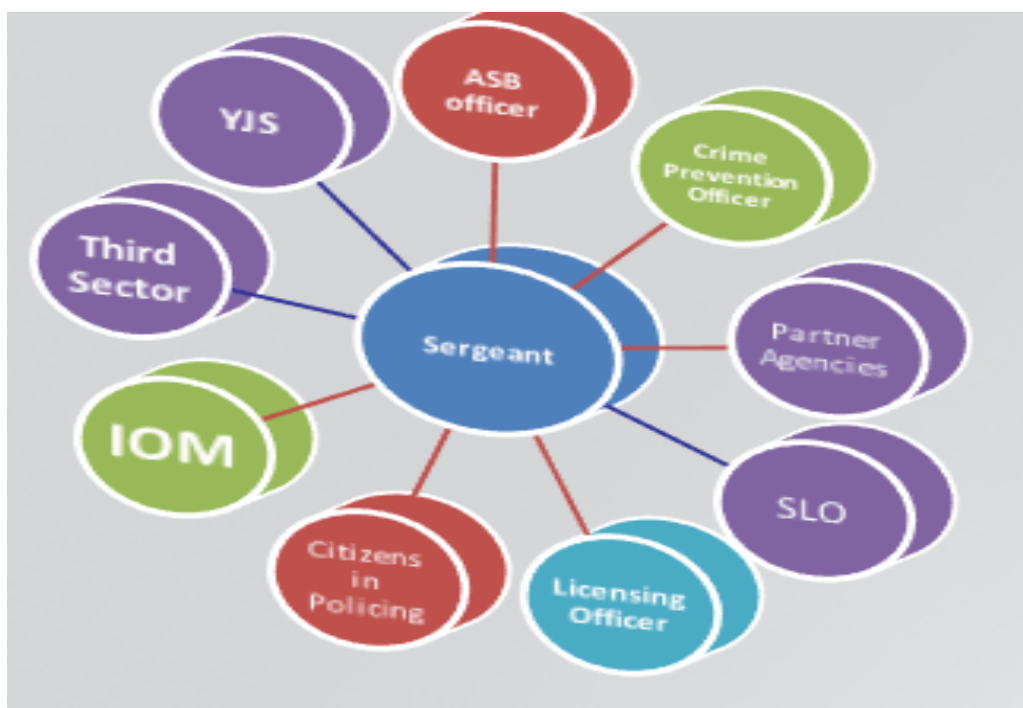 ASB
officer
YJS
Crime
Prevention
Officer
Third
Sector
Sergeant
Partner
Agencies
IOM
SLO
Citizens
in
Policing
Licensing
Officer